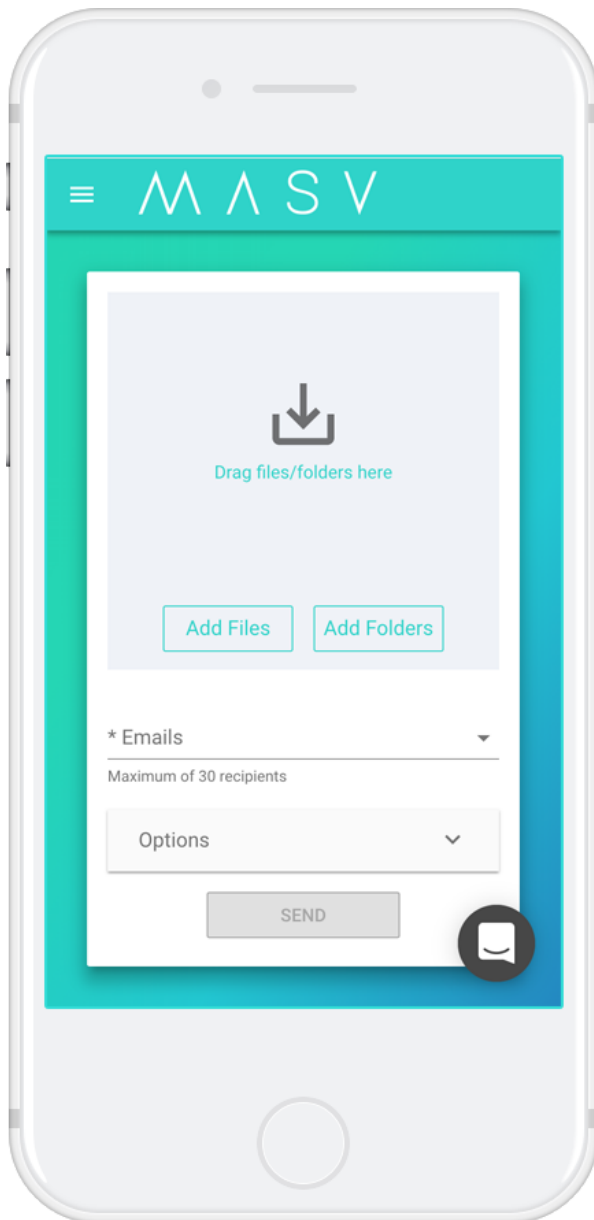 MASV
Drag files/folders here
Add Files
Add Folders
* Emails
Maximum of 30 recipients
Options
SEND